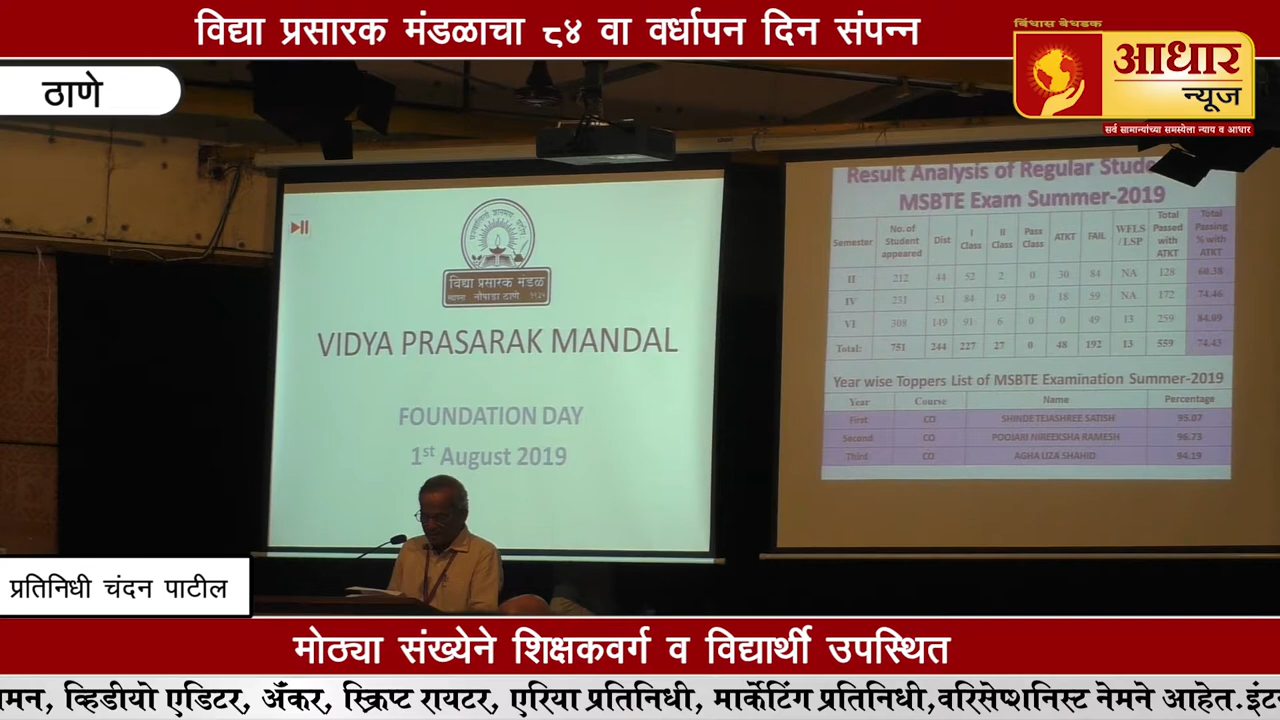 विद्या प्रसारक मंडळाचा ८४ वा वर्धापन दिन संपन्न
बिंधास बेधडक
आधार
न्यूज
सर्व सामान्यांच्या समस्येला न्याय व आधार
ठाणे
विद्या प्रसारक मंडळ
नौपाडा ठाणे
VIDYA PRASARAK MANDAL
FOUNDATION DAY
1st August 2019
Result Analysis of Regular
MSBTE Exam Summer-2019
Semester No. of Student appeared Dist I Class II Class Pass Class ATKT FAIL WFLS / LSP Total Passed with ATKT Total Passing % with ATKT
II 212 44 52 2 0 30 84 NA 128 60.38
IV 231 51 84 19 0 18 59 NA 172 74.46
VI 308 149 91 6 0 0 49 13 259 84.09
Total: 751 244 227 27 0 48 192 13 559 74.43
Year wise Toppers List of MSBTE Examination Summer-2019
Year Course Name Percentage
First CO SHINDE TEJASHREE SATISH 95.07
Second CO POOJARI NIREEKSHA RAMESH 96.73
Third CO AGHA LIZA SHAHID 94.19
प्रतिनिधी चंदन पाटील
मोठ्या संख्येने शिक्षकवर्ग व विद्यार्थी उपस्थित
मन, व्हिडीयो एडिटर, अँकर, स्क्रिप्ट रायटर, एरिया प्रतिनिधी, मार्केटिंग प्रतिनिधी,वरिसेप्शनिस्ट नेमने आहेत.इंट